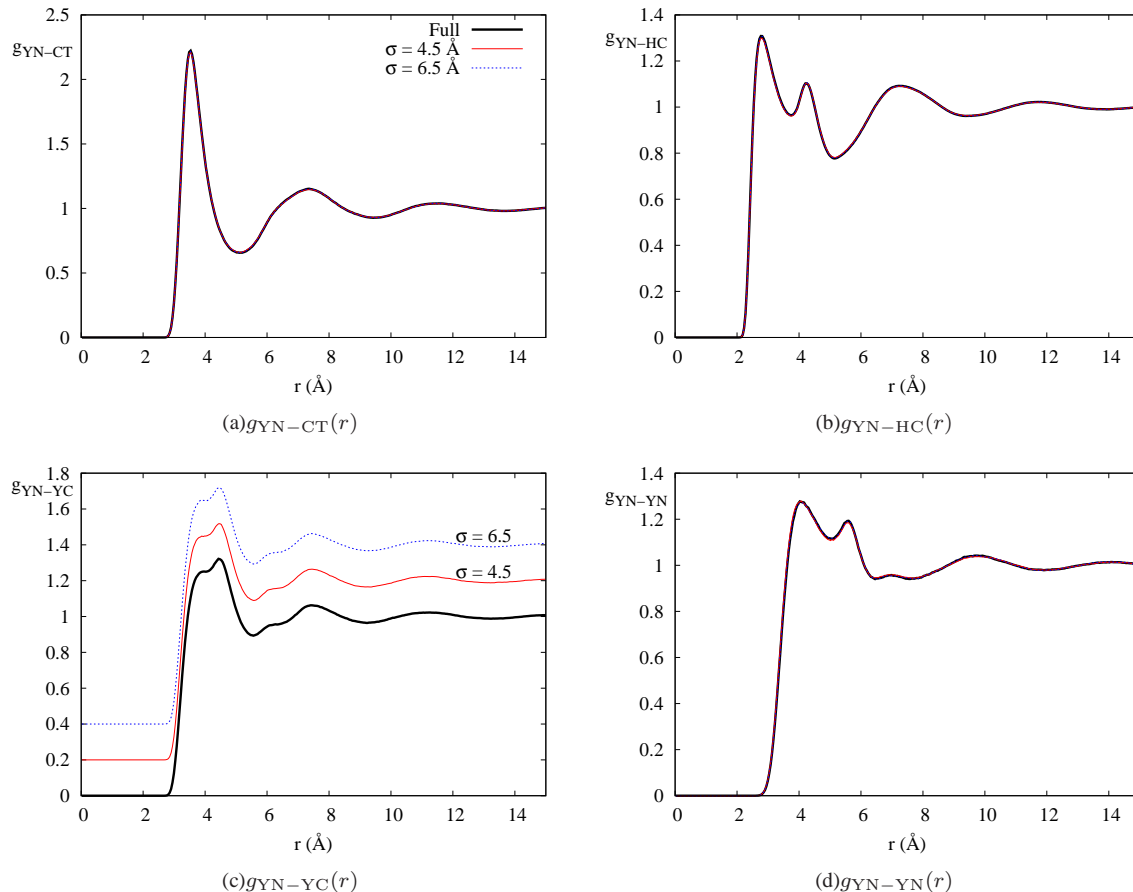 2.5
g_YN−CT
2
1.5
1
0.5
0
Full
σ = 4.5 Å
σ = 6.5 Å
0 2 4 6 8 10 12 14
r (Å)
(a)g_YN−CT(r)
1.4
g_YN−HC
1.2
1
0.8
0.6
0.4
0.2
0
0 2 4 6 8 10 12 14
r (Å)
(b)g_YN−HC(r)
1.8
g_YN−YC
1.6
1.4
1.2
1
0.8
0.6
0.4
0.2
0
σ = 6.5
σ = 4.5
0 2 4 6 8 10 12 14
r (Å)
(c)g_YN−YC(r)
1.4
g_YN−YN
1.2
1
0.8
0.6
0.4
0.2
0
0 2 4 6 8 10 12 14
r (Å)
(d)g_YN−YN(r)